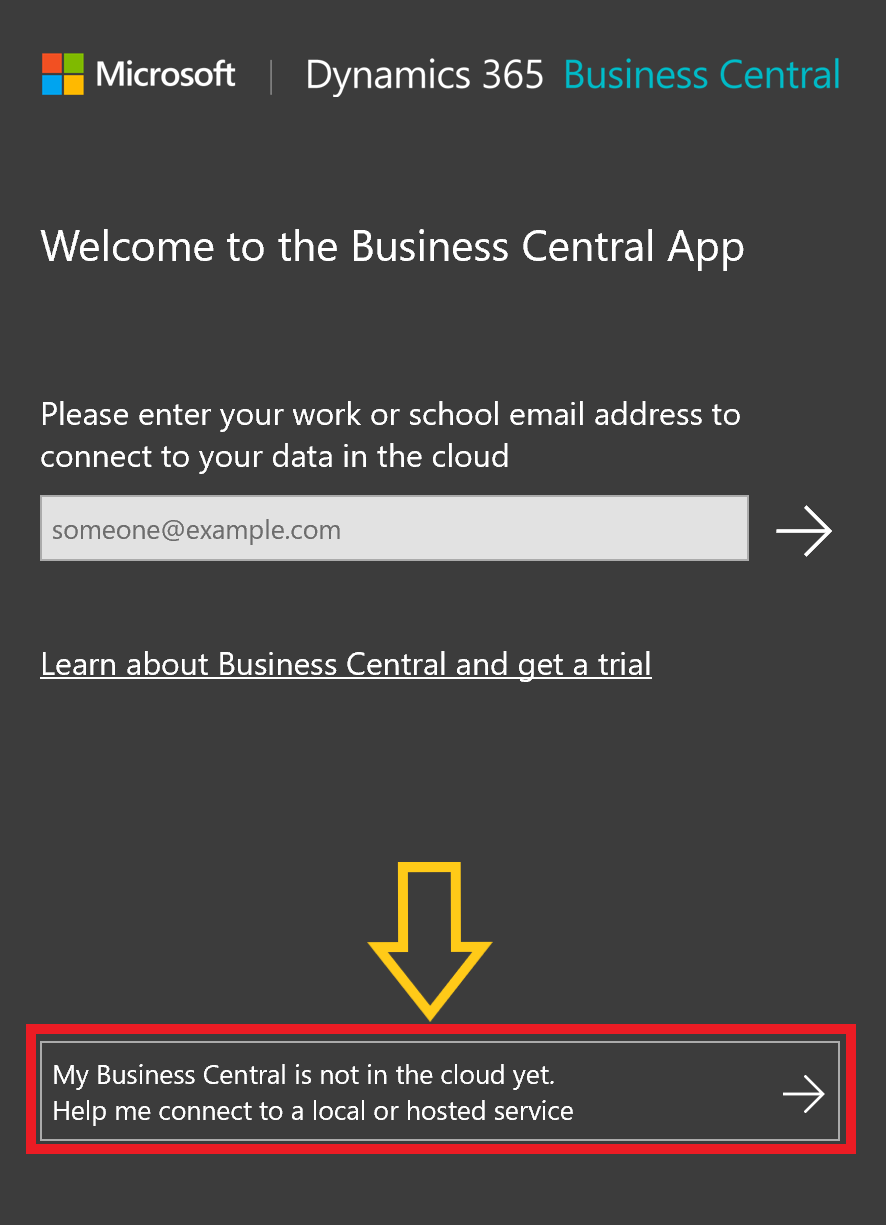 Microsoft | Dynamics 365 Business Central
Welcome to the Business Central App
Please enter your work or school email address to
connect to your data in the cloud
someone@example.com
Learn about Business Central and get a trial
My Business Central is not in the cloud yet.
Help me connect to a local or hosted service